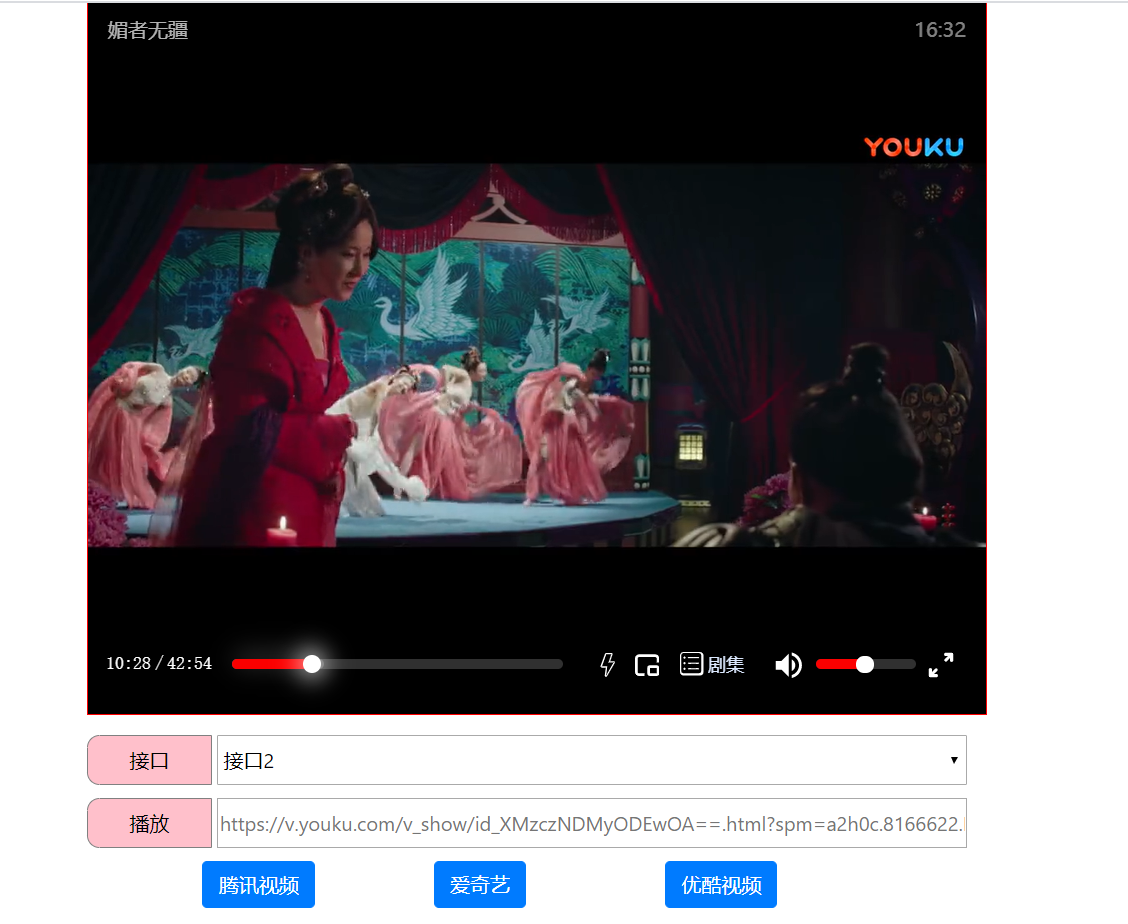 媚者无疆
16:32
YOUKU
10:28 / 42:54
剧集
接口
接口2
播放
https://v.youku.com/v_show/id_XMzczNDMyODEwOA==.html?spm=a2h0c.8166622.
腾讯视频
爱奇艺
优酷视频